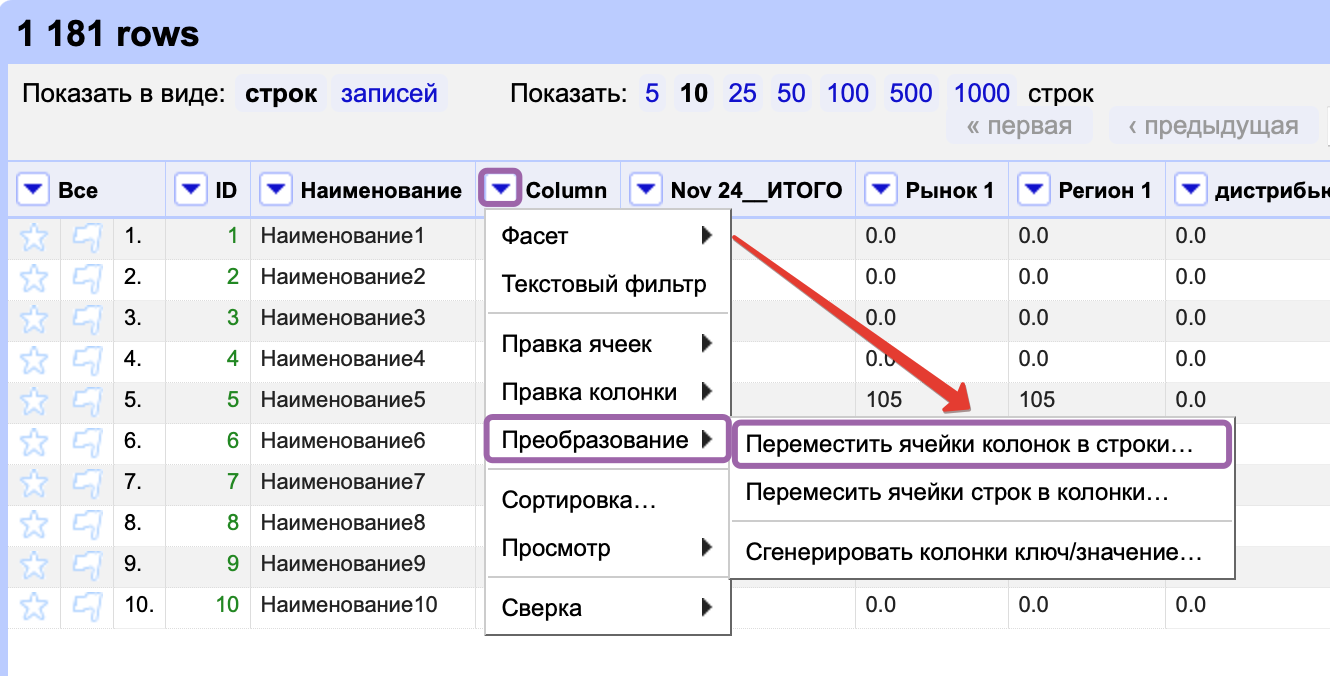 1 181 rows
Показать в виде: строк записей Показать: 5 10 25 50 100 500 1000 строк
« первая ‹ предыдущая
Все ID Наименование Column Nov 24__ИТОГО Рынок 1 Регион 1 дистрибью
1. 1 Наименование1 0.0 0.0 0.0
2. 2 Наименование2 0.0 0.0 0.0
3. 3 Наименование3 0.0 0.0 0.0
4. 4 Наименование4 0.0 0.0 0.0
5. 5 Наименование5 105 105 0.0
6. 6 Наименование6
7. 7 Наименование7
8. 8 Наименование8
9. 9 Наименование9
10. 10 Наименование10 0.0 0.0 0.0
Фасет
Текстовый фильтр
Правка ячеек
Правка колонки
Преобразование
Сортировка...
Просмотр
Сверка
Переместить ячейки колонок в строки...
Перемесить ячейки строк в колонки...
Сгенерировать колонки ключ/значение...